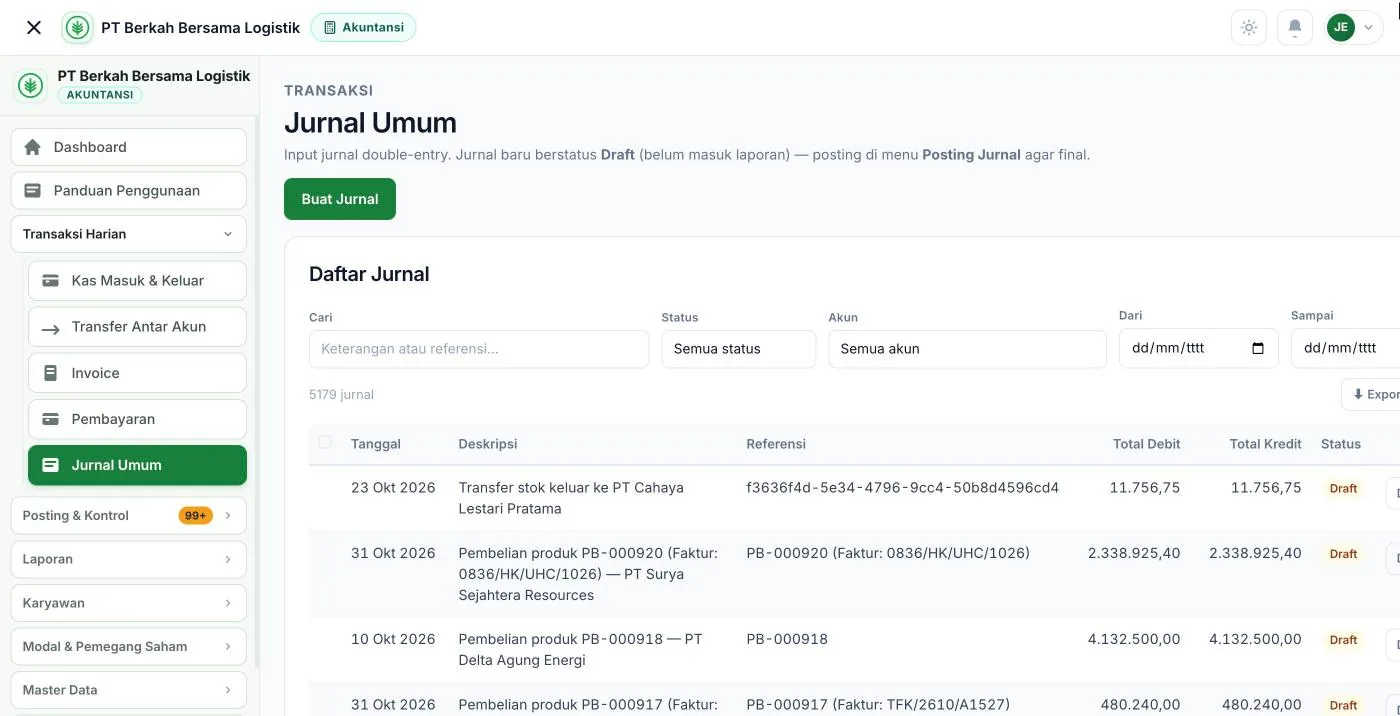 PT Berkah Bersama Logistik
Akuntansi
JE
PT Berkah Bersama Logistik
AKUNTANSI
Dashboard
Panduan Penggunaan
Transaksi Harian
Kas Masuk & Keluar
Transfer Antar Akun
Invoice
Pembayaran
Jurnal Umum
Posting & Kontrol 99+
Laporan
Karyawan
Modal & Pemegang Saham
Master Data
TRANSAKSI
Jurnal Umum
Input jurnal double-entry. Jurnal baru berstatus Draft (belum masuk laporan) — posting di menu Posting Jurnal agar final.
Buat Jurnal
Daftar Jurnal
Cari Status Akun Dari Sampai
Keterangan atau referensi... Semua status Semua akun dd/mm/tttt dd/mm/tttt
5179 jurnal
Tanggal Deskripsi Referensi Total Debit Total Kredit Status
23 Okt 2026 Transfer stok keluar ke PT Cahaya f3636f4d-5e34-4796-9cc4-50b8d4596cd4 11.756,75 11.756,75 Draft
Lestari Pratama
31 Okt 2026 Pembelian produk PB-000920 (Faktur: PB-000920 (Faktur: 0836/HK/UHC/1026) 2.338.925,40 2.338.925,40 Draft
0836/HK/UHC/1026) — PT Surya
Sejahtera Resources
10 Okt 2026 Pembelian produk PB-000918 — PT PB-000918 4.132.500,00 4.132.500,00 Draft
Delta Agung Energi
31 Okt 2026 Pembelian produk PB-000917 (Faktur: PB-000917 (Faktur: TFK/2610/A1527) 480.240,00 480.240,00 Draft